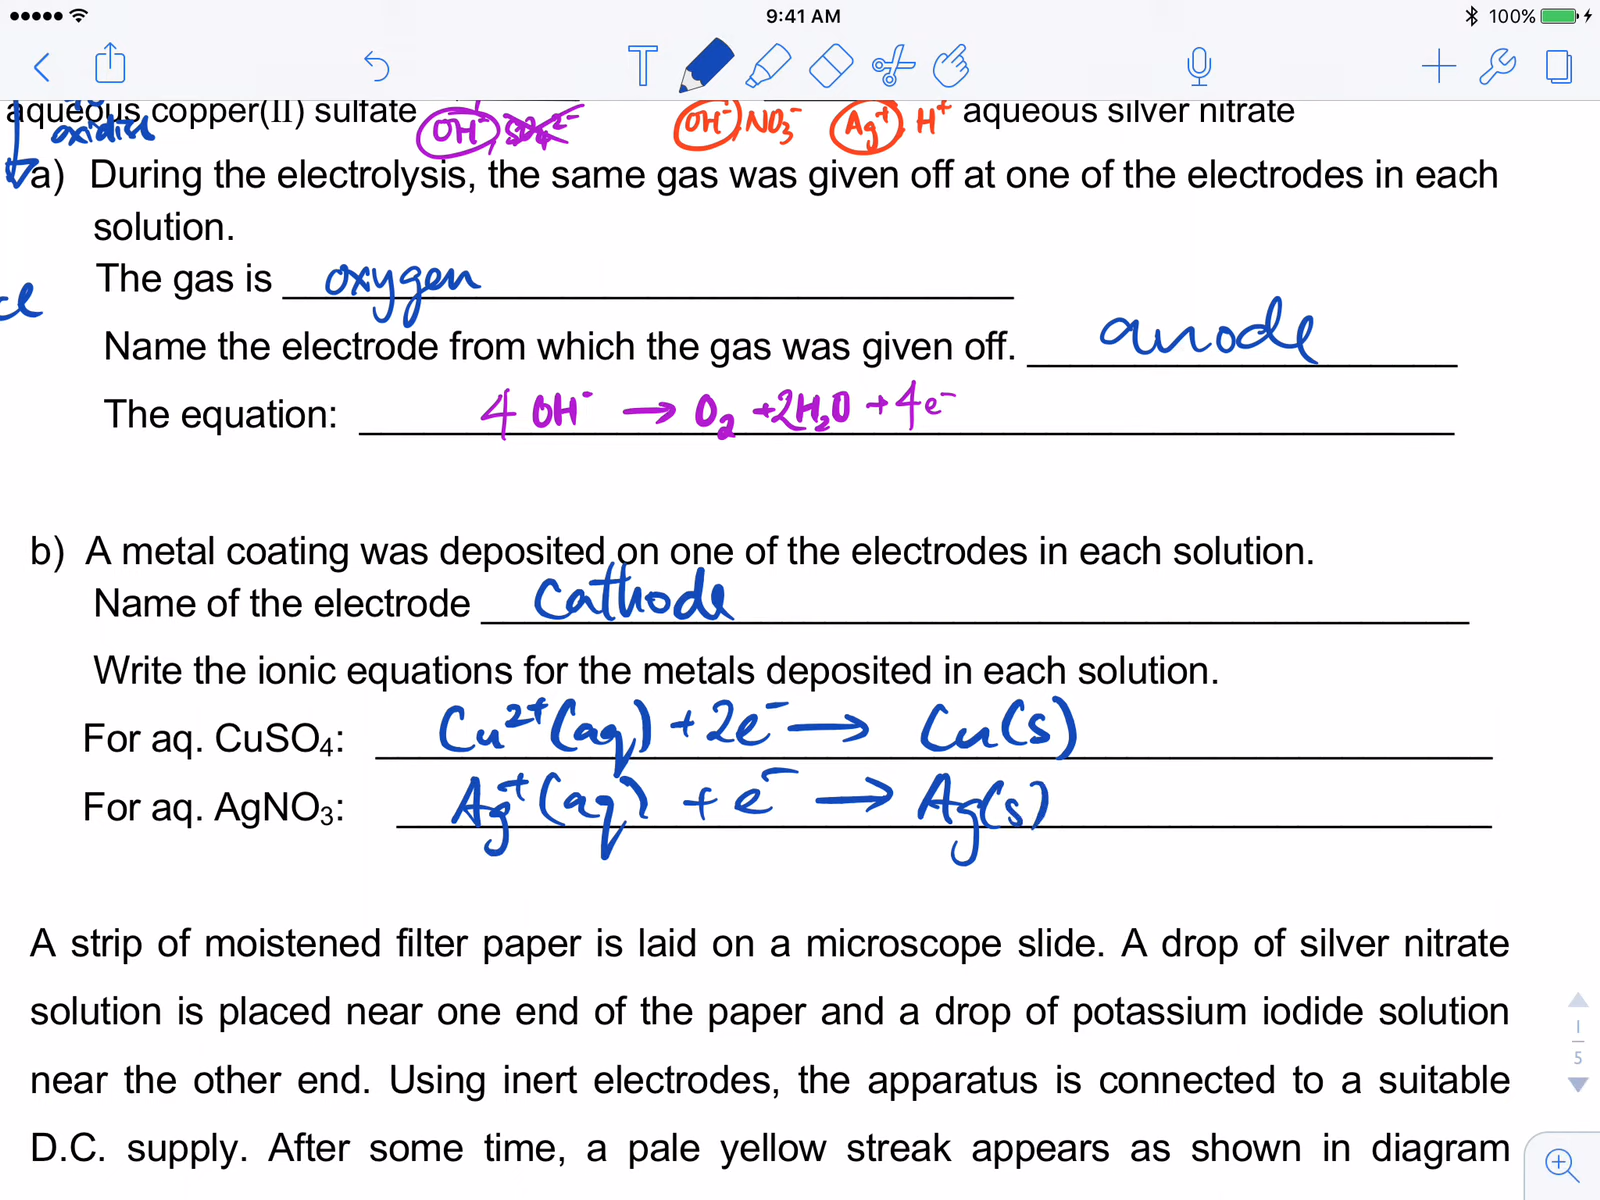 9:41 AM
100%
T
aqueous copper(II) sulfate OH⁻, SO₄²⁻ OH⁻, NO₃⁻ Ag⁺, H⁺ aqueous silver nitrate
a) During the electrolysis, the same gas was given off at one of the electrodes in each
solution.
The gas is oxygen
Name the electrode from which the gas was given off. anode
The equation: 4 OH⁻ → O₂ + 2H₂O + 4e⁻
b) A metal coating was deposited on one of the electrodes in each solution.
Name of the electrode cathode
Write the ionic equations for the metals deposited in each solution.
For aq. CuSO₄: Cu²⁺(aq) + 2e⁻ → Cu(s)
For aq. AgNO₃: Ag⁺(aq) + e⁻ → Ag(s)
A strip of moistened filter paper is laid on a microscope slide. A drop of silver nitrate
solution is placed near one end of the paper and a drop of potassium iodide solution
near the other end. Using inert electrodes, the apparatus is connected to a suitable
D.C. supply. After some time, a pale yellow streak appears as shown in diagram
1
5